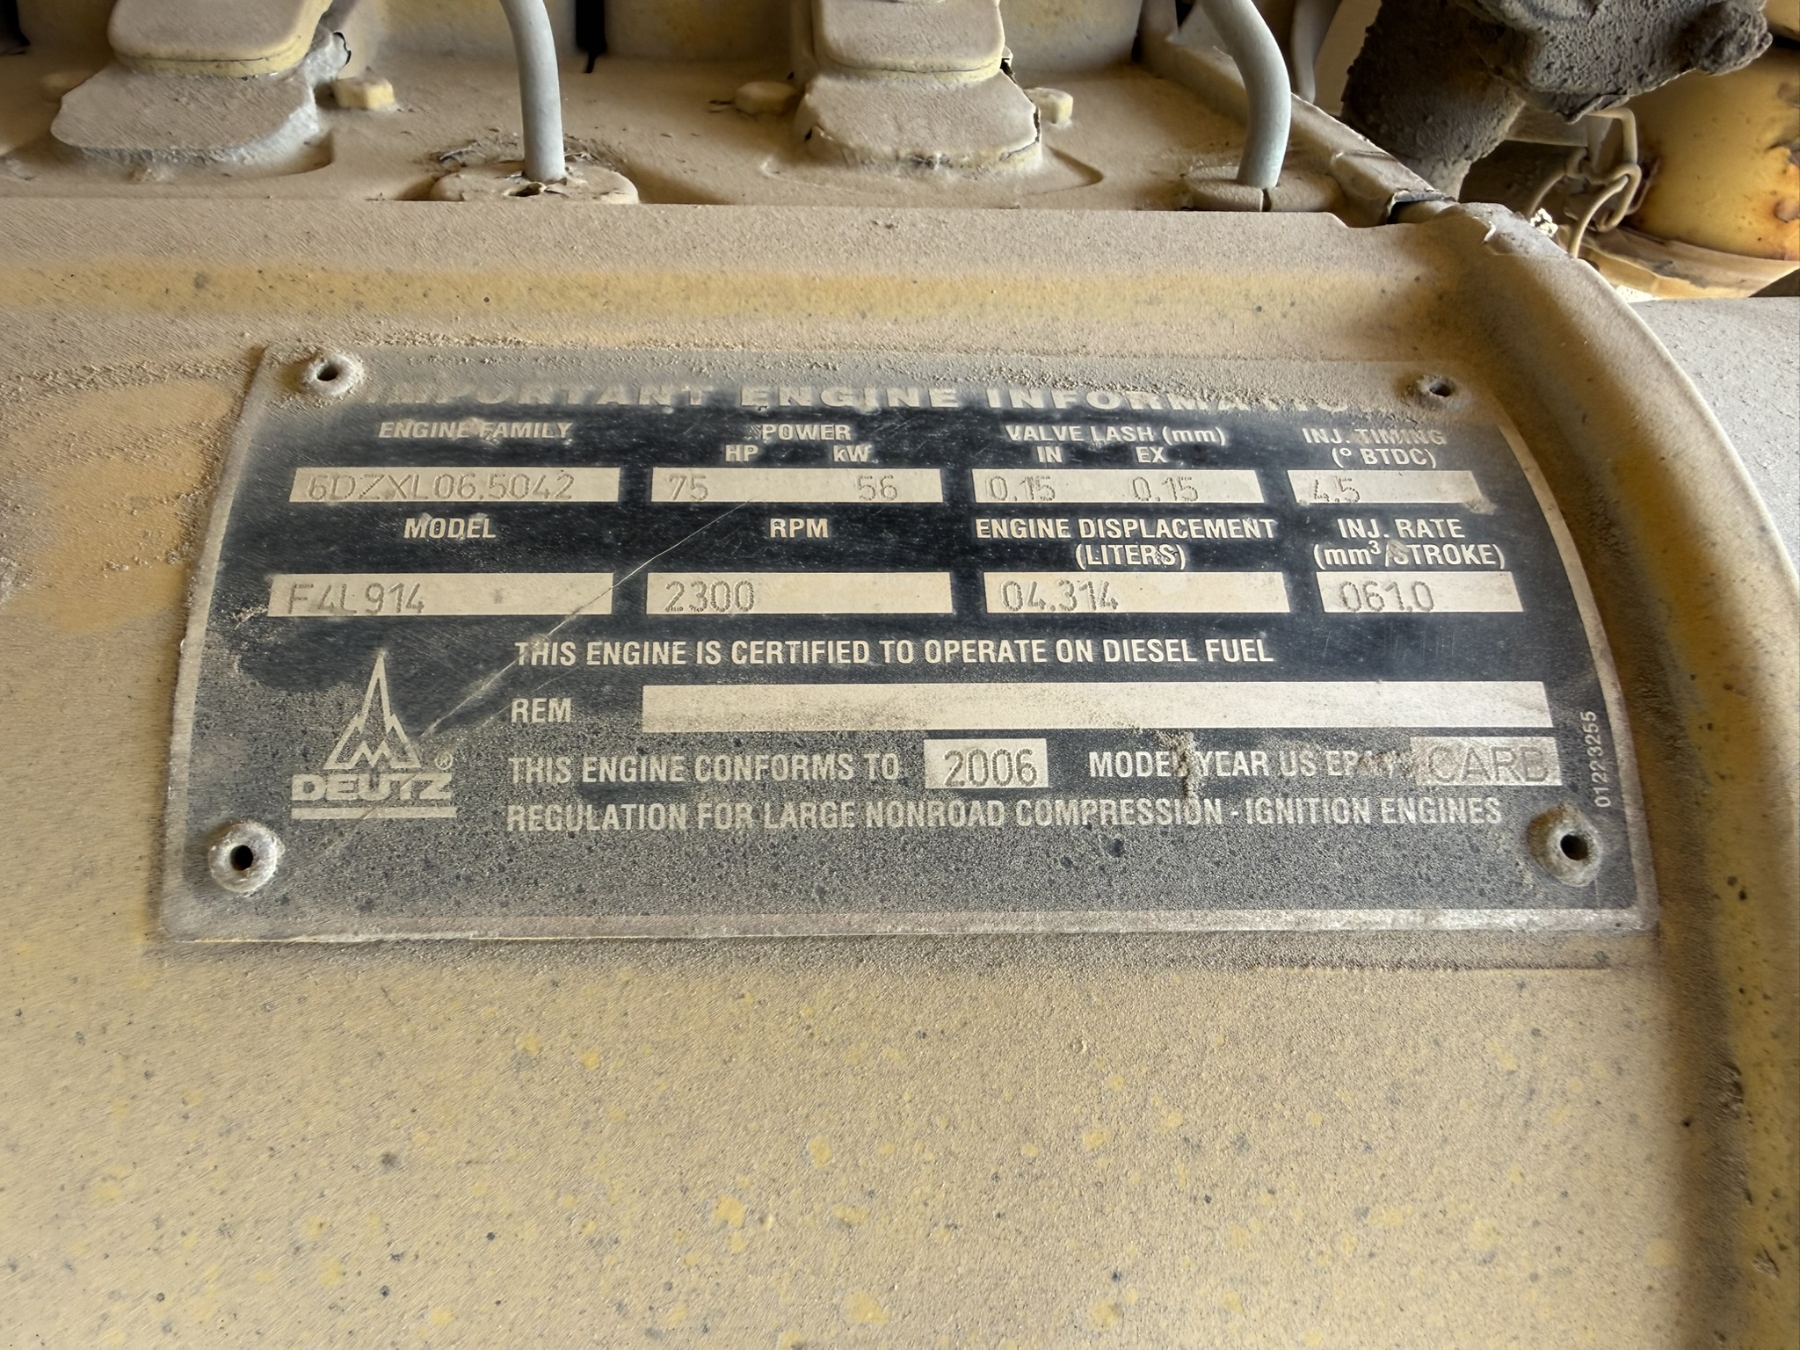 IMPORTANT ENGINE INFORMATION
ENGINE FAMILY POWER VALVE LASH (mm) INJ. TIMING
HP kW IN EX (° BTDC)
6DZXL06.5042 75 56 0.15 0.15 4.5
MODEL RPM ENGINE DISPLACEMENT INJ. RATE
(LITERS) (mm³/STROKE)
F4L914 2300 04.314 061.0
THIS ENGINE IS CERTIFIED TO OPERATE ON DIESEL FUEL
REM
THIS ENGINE CONFORMS TO 2006 MODEL YEAR US EPA CARB
REGULATION FOR LARGE NONROAD COMPRESSION-IGNITION ENGINES
DEUTZ®
01223255